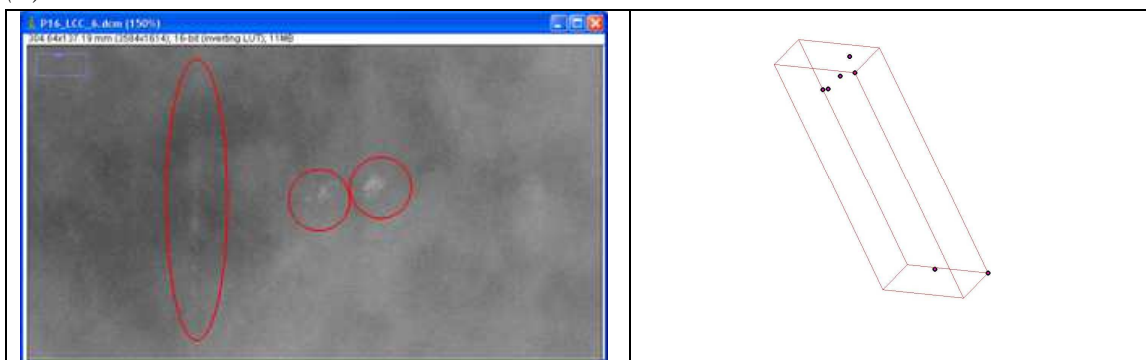 P16_LCC_6.dcm (150%)
304.64x137.19 mm (3584x1614); 16-bit (inverting LUT); 11MB